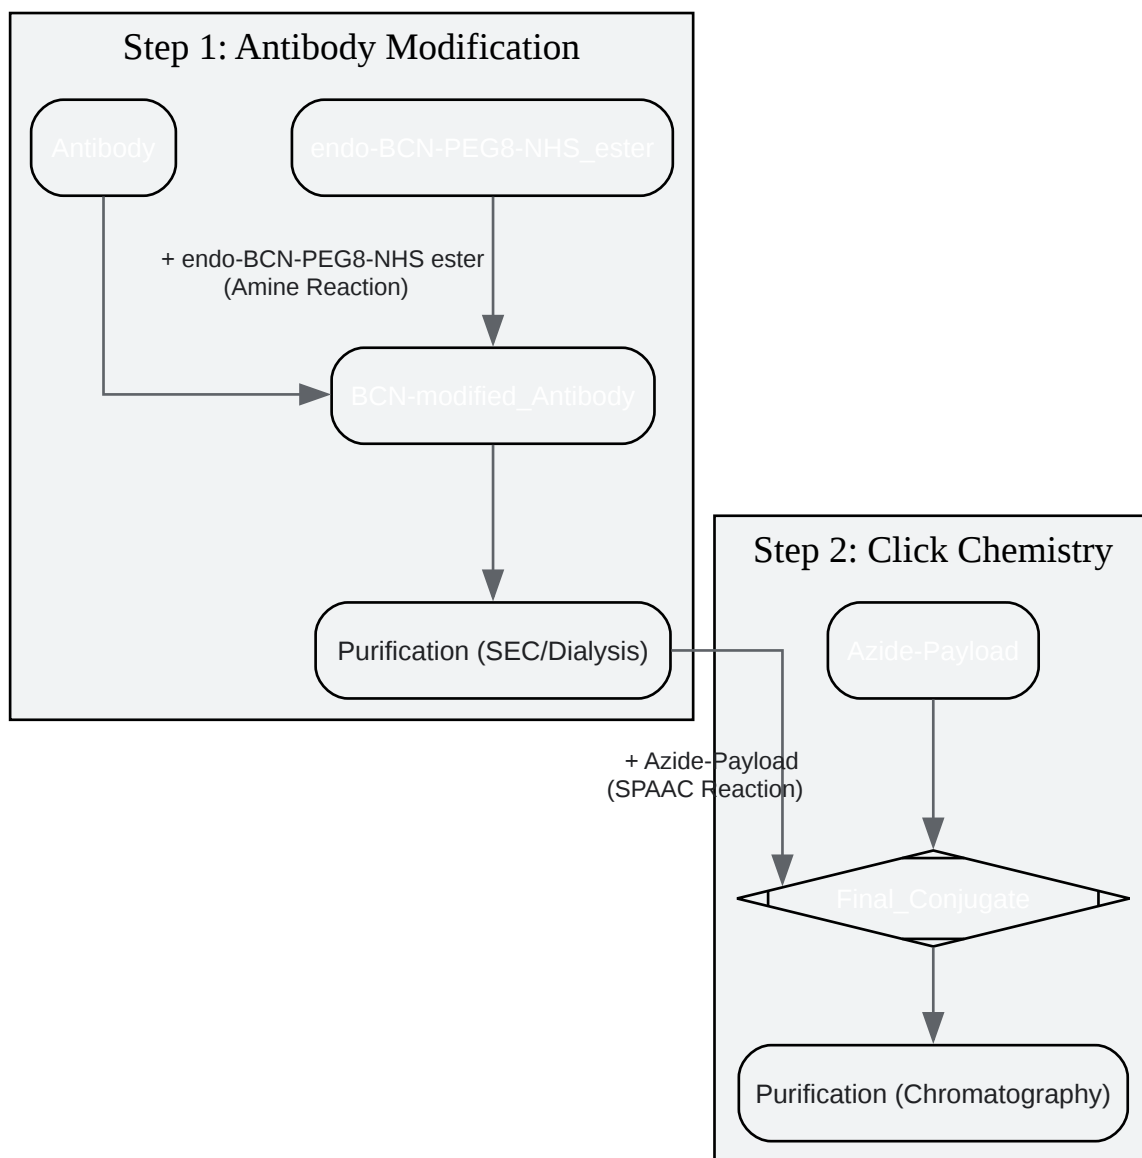 Step 1: Antibody Modification
Antibody
endo-BCN-PEG8-NHS_ester
+ endo-BCN-PEG8-NHS ester
(Amine Reaction)
BCN-modified_Antibody
Purification (SEC/Dialysis)
Step 2: Click Chemistry
Azide-Payload
+ Azide-Payload
(SPAAC Reaction)
Final_Conjugate
Purification (Chromatography)